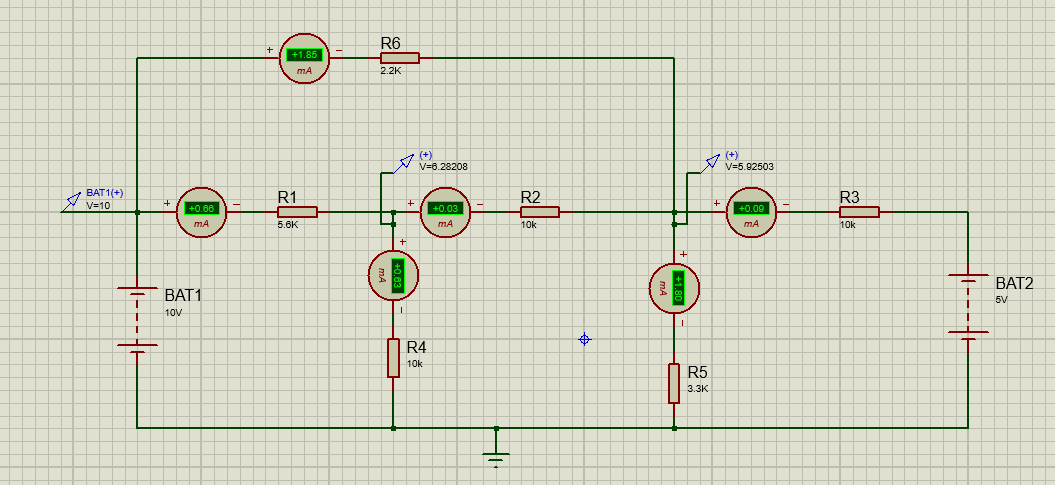 R6
+ +1.85 −
mA
2.2K
(+)
V=6.28208
(+)
V=5.92503
BAT1(+)
V=10
+ +0.66 −
mA
R1
5.6K
+ +0.03 −
mA
R2
10k
+ +0.09 −
mA
R3
10k
+ +0.63 −
mA
+ +1.80 −
mA
BAT1
10V
BAT2
5V
R4
10k
R5
3.3K